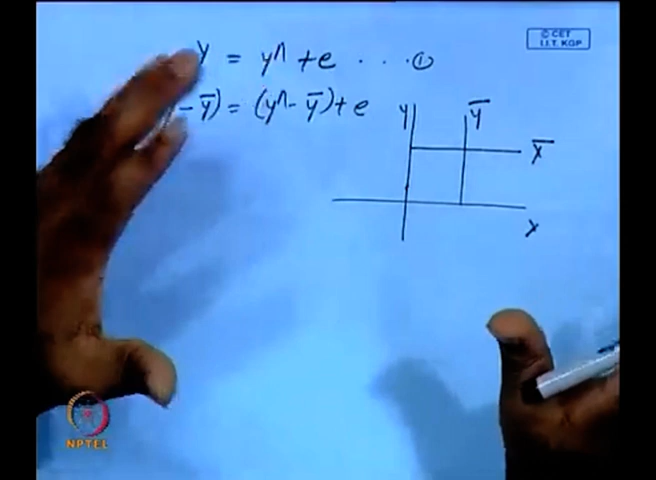 © CET
I.I.T. KGP
y = y^ + e . . . ①
- ȳ) = (y^ - ȳ) + e
y
ȳ
x̄
x
NPTEL